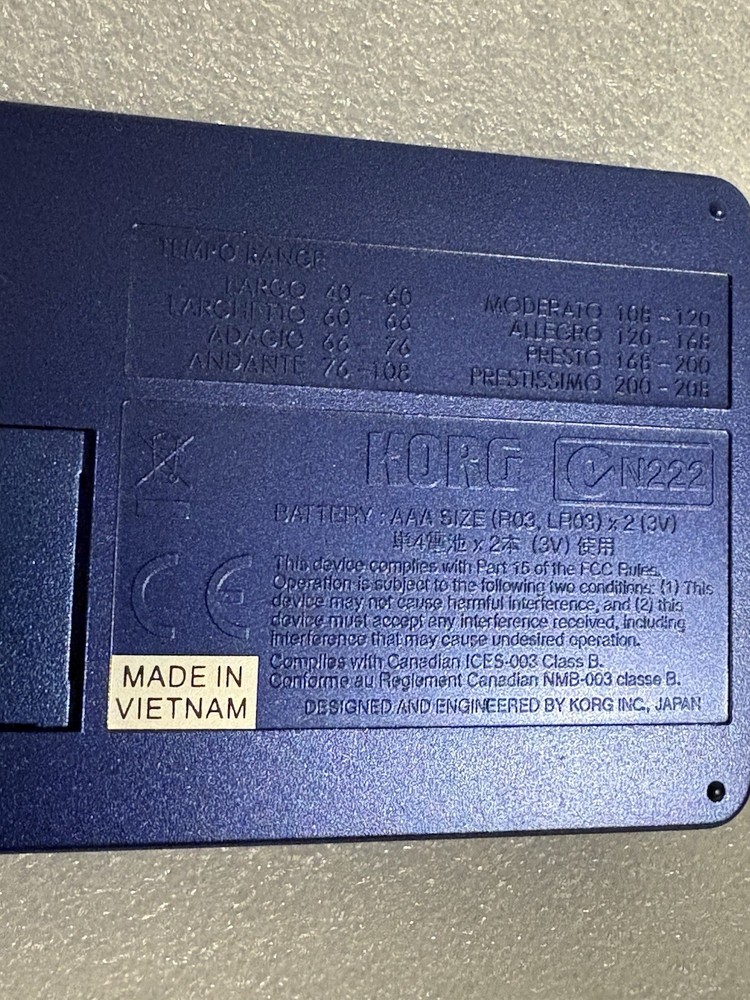 TEMPO RANGE
LARGO 40 – 60
LARGHETTO 60 – 66
ADAGIO 66 – 76
ANDANTE 76 – 108
MODERATO 108 – 120
ALLEGRO 120 – 168
PRESTO 168 – 200
PRESTISSIMO 200 – 208
KORG
N222
BATTERY : AAA SIZE (R03, LR03) x 2 (3V)
単4電池 x 2本 (3V) 使用
This device complies with Part 15 of the FCC Rules.
Operation is subject to the following two conditions: (1) This
device may not cause harmful interference, and (2) this
device must accept any interference received, including
interference that may cause undesired operation.
Complies with Canadian ICES-003 Class B.
Conforme au Reglement Canadian NMB-003 classe B.
DESIGNED AND ENGINEERED BY KORG INC., JAPAN
CE
MADE IN
VIETNAM